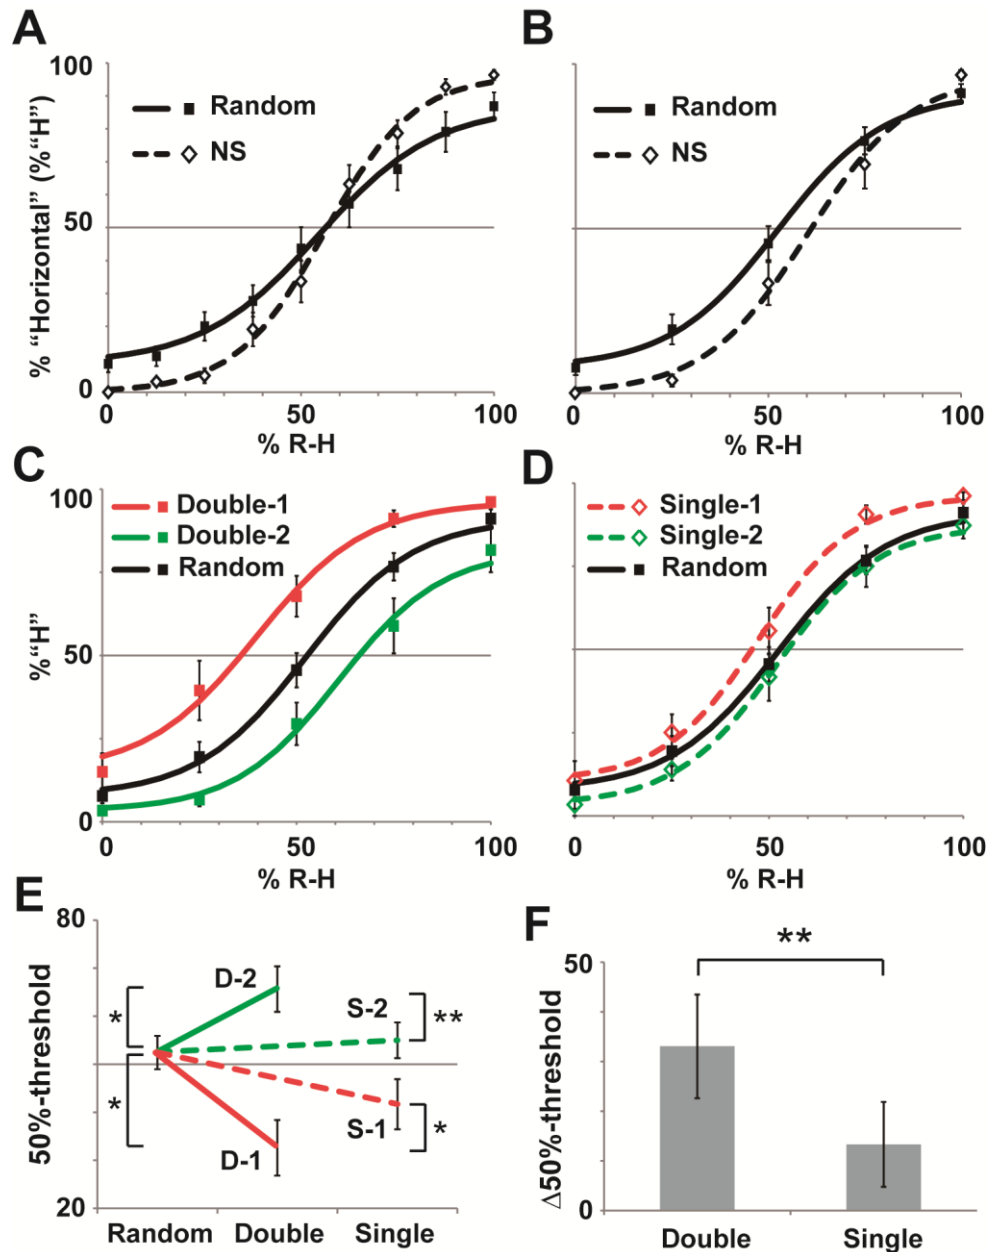 A
B
% “Horizontal” (%“H”)
100
50
0
Random
NS
0
50
100
% R-H
Random
NS
0
50
100
% R-H
C
D
%“H”
100
50
0
Double-1
Double-2
Random
0
50
100
% R-H
Single-1
Single-2
Random
0
50
100
% R-H
E
F
50%-threshold
80
20
D-2
S-2
*
**
*
*
S-1
D-1
Random
Double
Single
Δ50%-threshold
50
0
**
Double
Single